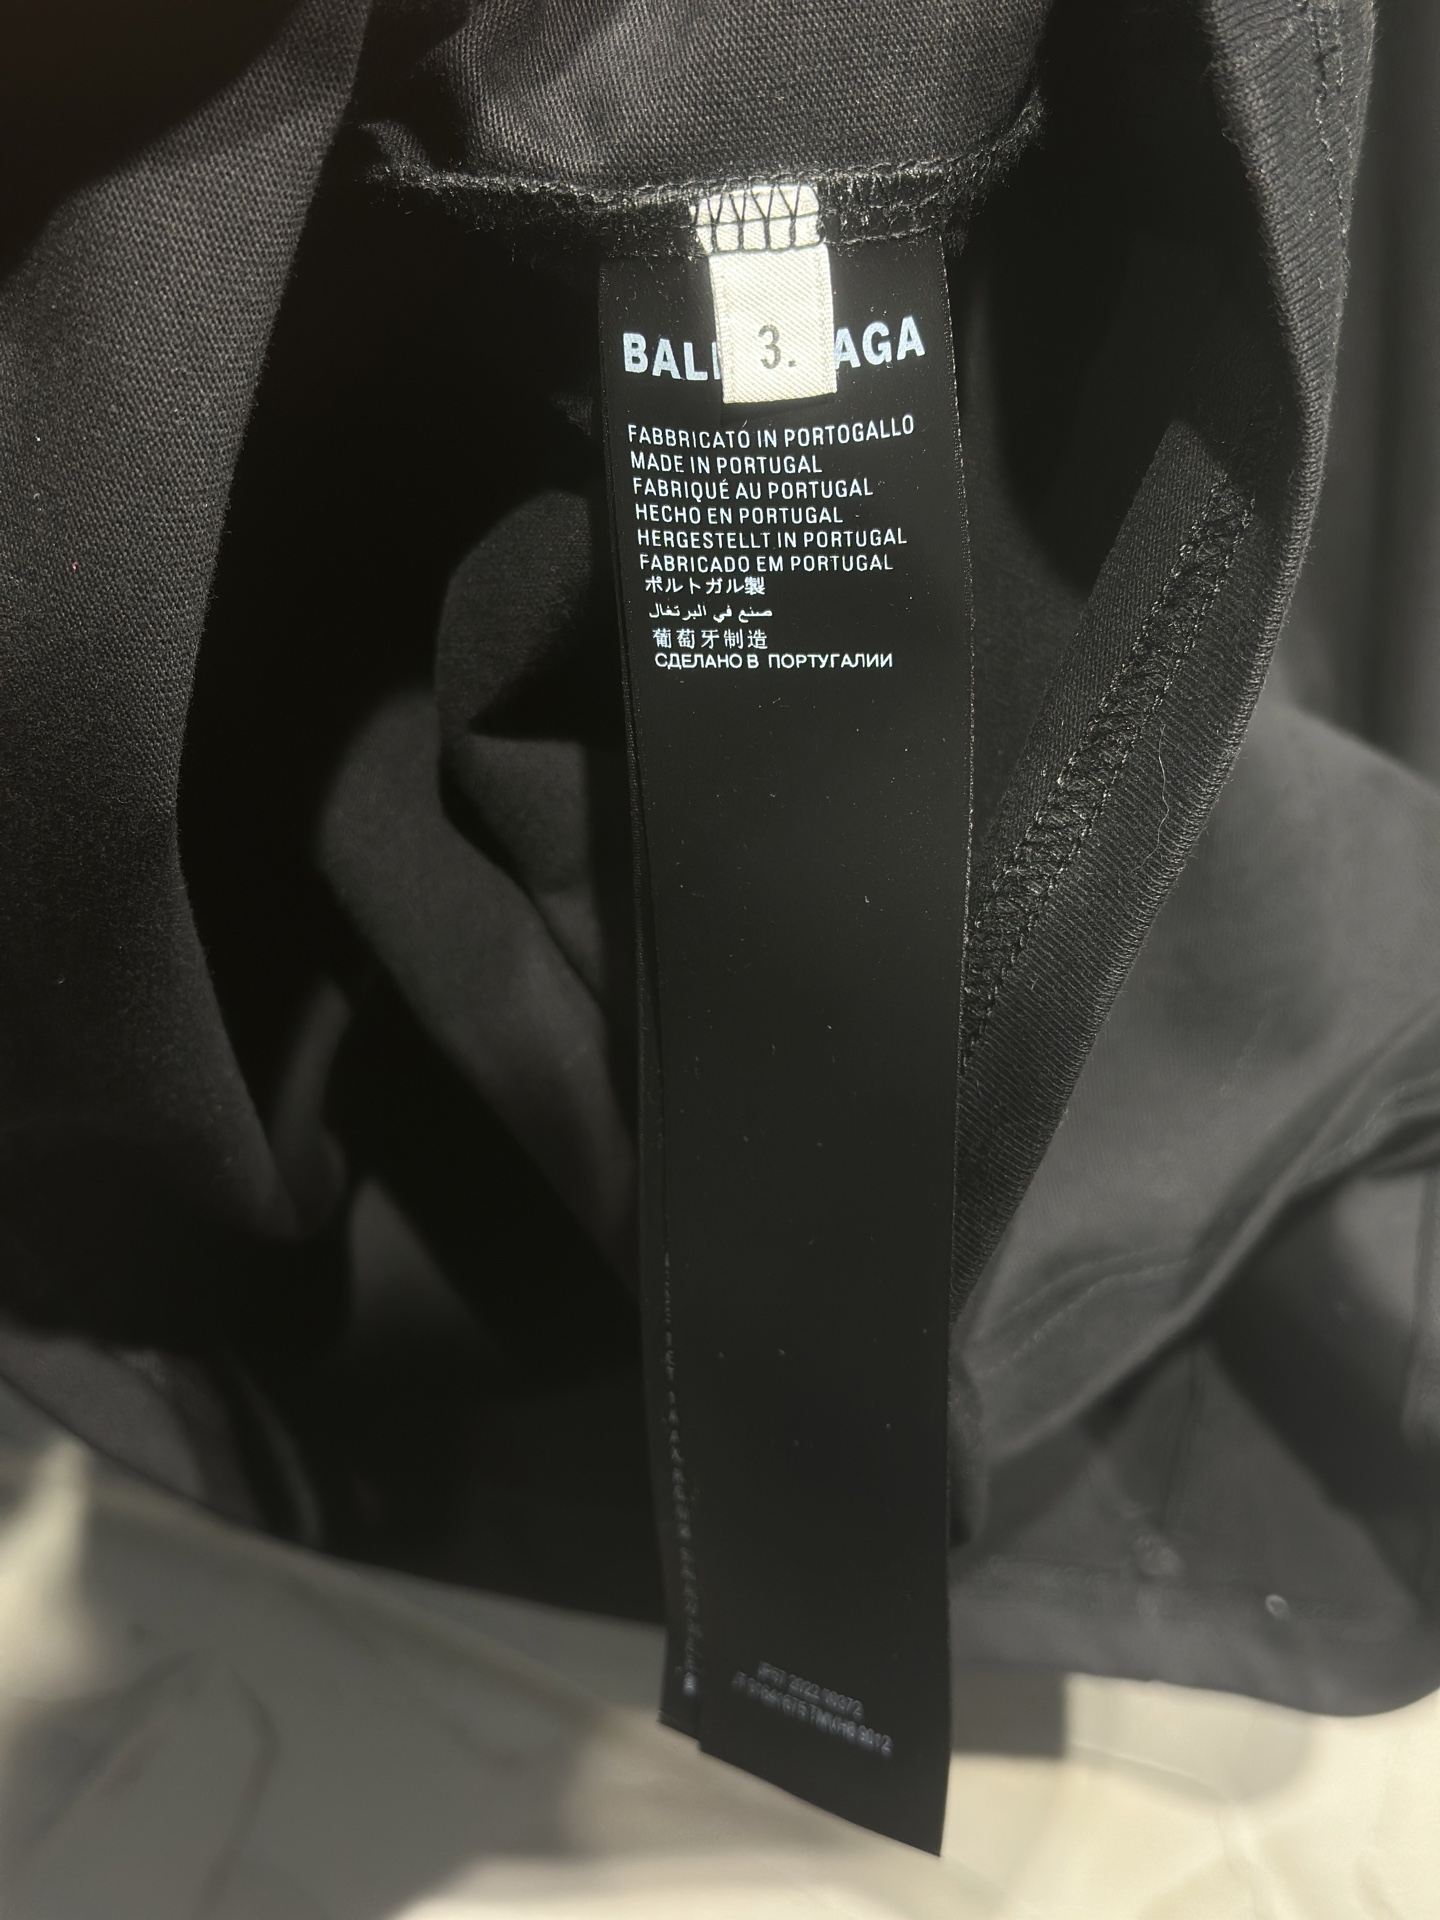 3.
BAL AGA
FABBRICATO IN PORTOGALLO
MADE IN PORTUGAL
FABRIQUÉ AU PORTUGAL
HECHO EN PORTUGAL
HERGESTELLT IN PORTUGAL
FABRICADO EM PORTUGAL
ポルトガル製
صنع في البرتغال
葡萄牙制造
СДЕЛАНО В ПОРТУГАЛИИ